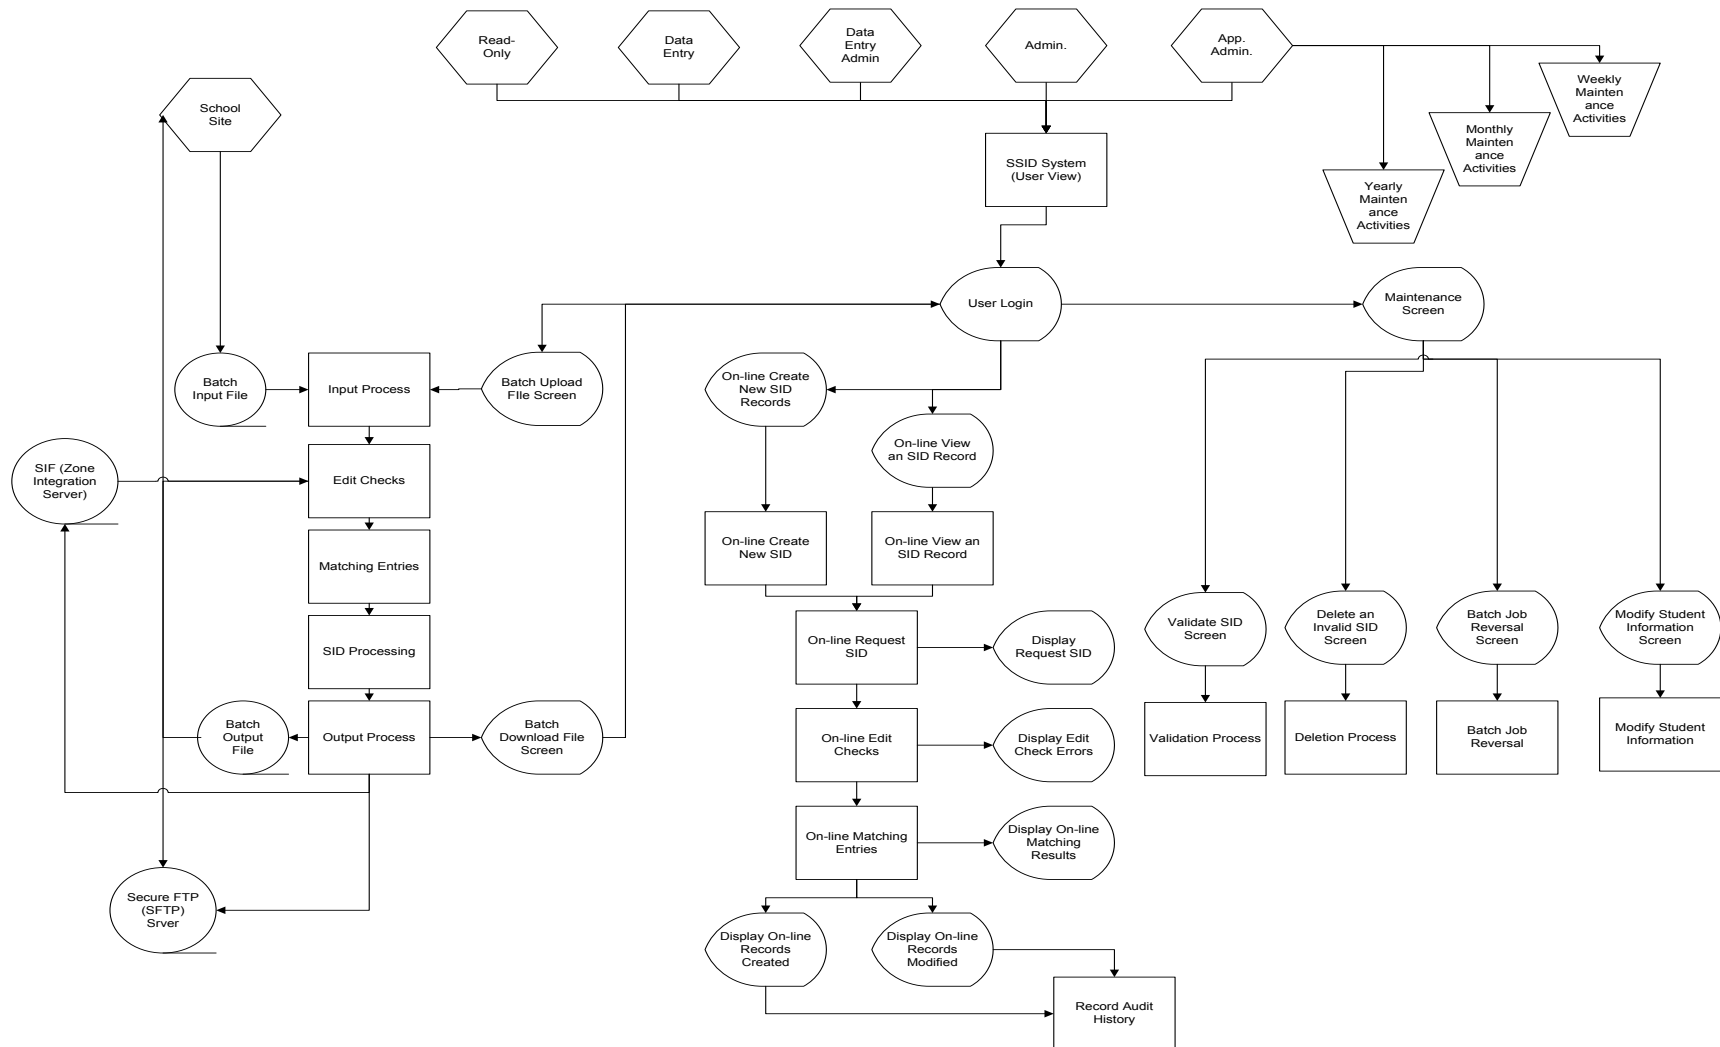 Read-
Only
Data
Entry
Data
Entry
Admin
Admin.
App.
Admin.
Weekly
Mainten
ance
Activities
Monthly
Mainten
ance
Activities
Yearly
Mainten
ance
Activities
School
Site
SSID System
(User View)
User Login
Maintenance
Screen
Batch
Input File
Input Process
Batch Upload
FIle Screen
On-line Create
New SID
Records
On-line View
an SID Record
SIF (Zone
Integration
Server)
Edit Checks
On-line Create
New SID
On-line View an
SID Record
Matching Entries
SID Processing
On-line Request
SID
Display
Request SID
Validate SID
Screen
Delete an
Invalid SID
Screen
Batch Job
Reversal
Screen
Modify Student
Information
Screen
Batch
Output
File
Output Process
Batch
Download File
Screen
On-line Edit
Checks
Display Edit
Check Errors
Validation Process
Deletion Process
Batch Job
Reversal
Modify Student
Information
On-line Matching
Entries
Display On-line
Matching
Results
Secure FTP
(SFTP)
Srver
Display On-line
Records
Created
Display On-line
Records
Modified
Record Audit
History